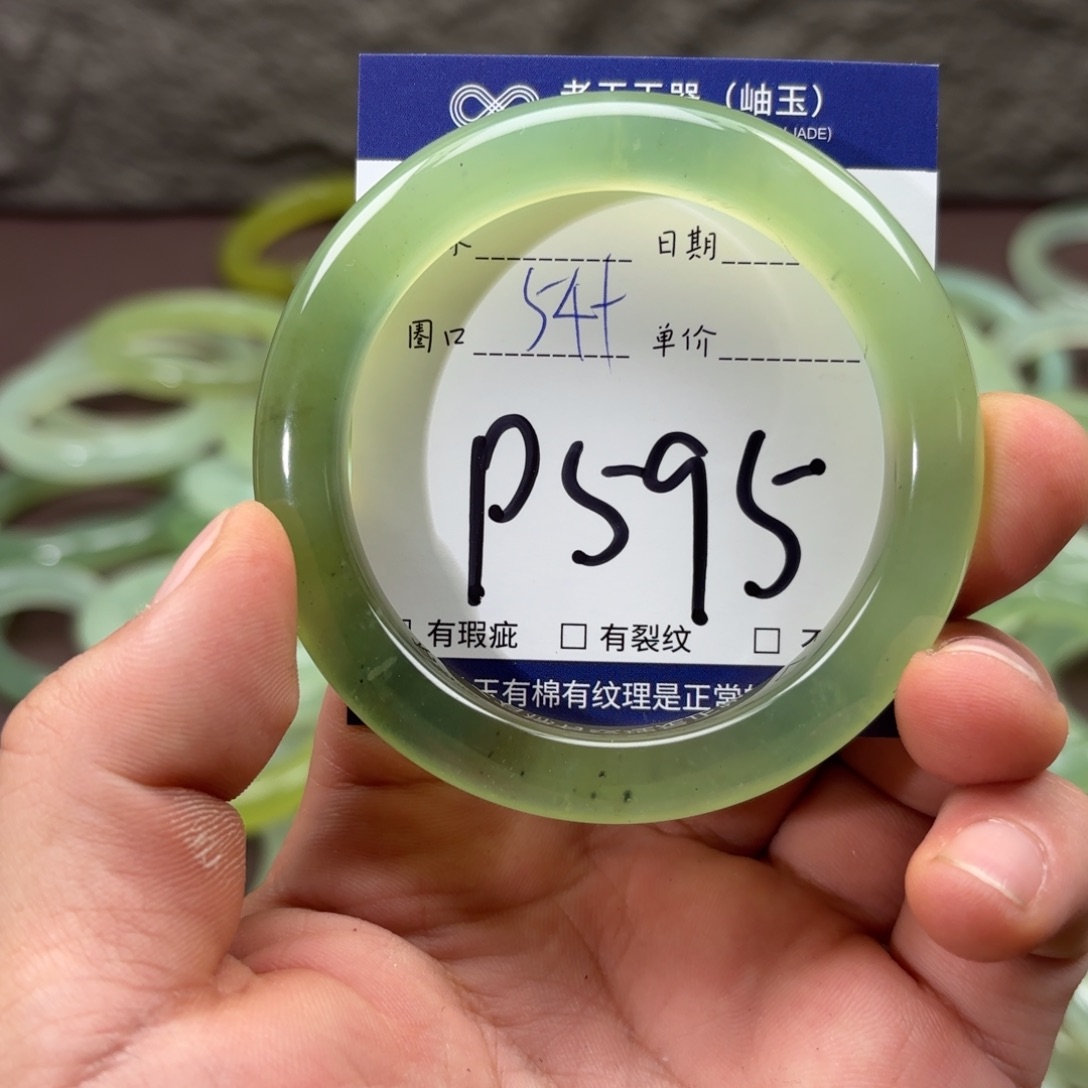 （岫玉）
JADE)
日期
圈口 54+ 单价
P595
有瑕疵 □ 有裂纹 □
玉有棉有纹理是正常